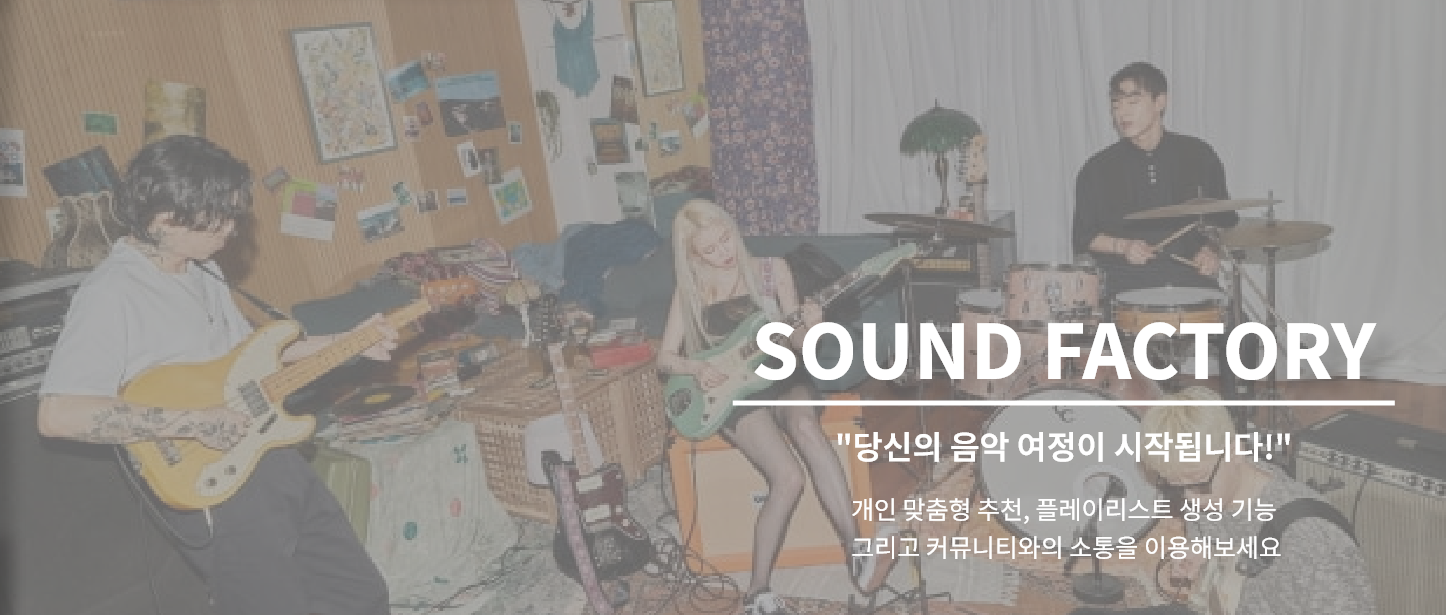 SOUND FACTORY
"당신의 음악 여정이 시작됩니다!"
개인 맞춤형 추천, 플레이리스트 생성 기능
그리고 커뮤니티와의 소통을 이용해보세요